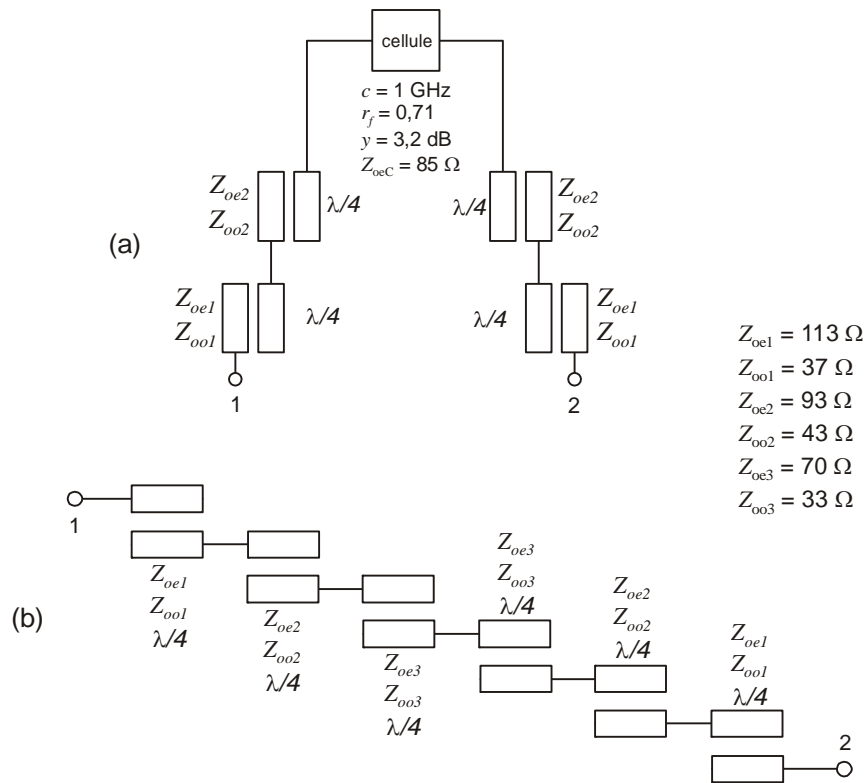 cellule
c = 1 GHz
r_f = 0,71
y = 3,2 dB
Z_oeC = 85 Ω
Z_oe2
Z_oo2
λ/4
λ/4
Z_oe2
Z_oo2
(a)
Z_oe1
Z_oo1
λ/4
λ/4
Z_oe1
Z_oo1
1
2
Z_oe1 = 113 Ω
Z_oo1 = 37 Ω
Z_oe2 = 93 Ω
Z_oo2 = 43 Ω
Z_oe3 = 70 Ω
Z_oo3 = 33 Ω
1
(b)
Z_oe1
Z_oo1
λ/4
Z_oe2
Z_oo2
λ/4
Z_oe3
Z_oo3
λ/4
Z_oe3
Z_oo3
λ/4
Z_oe2
Z_oo2
λ/4
Z_oe1
Z_oo1
λ/4
2